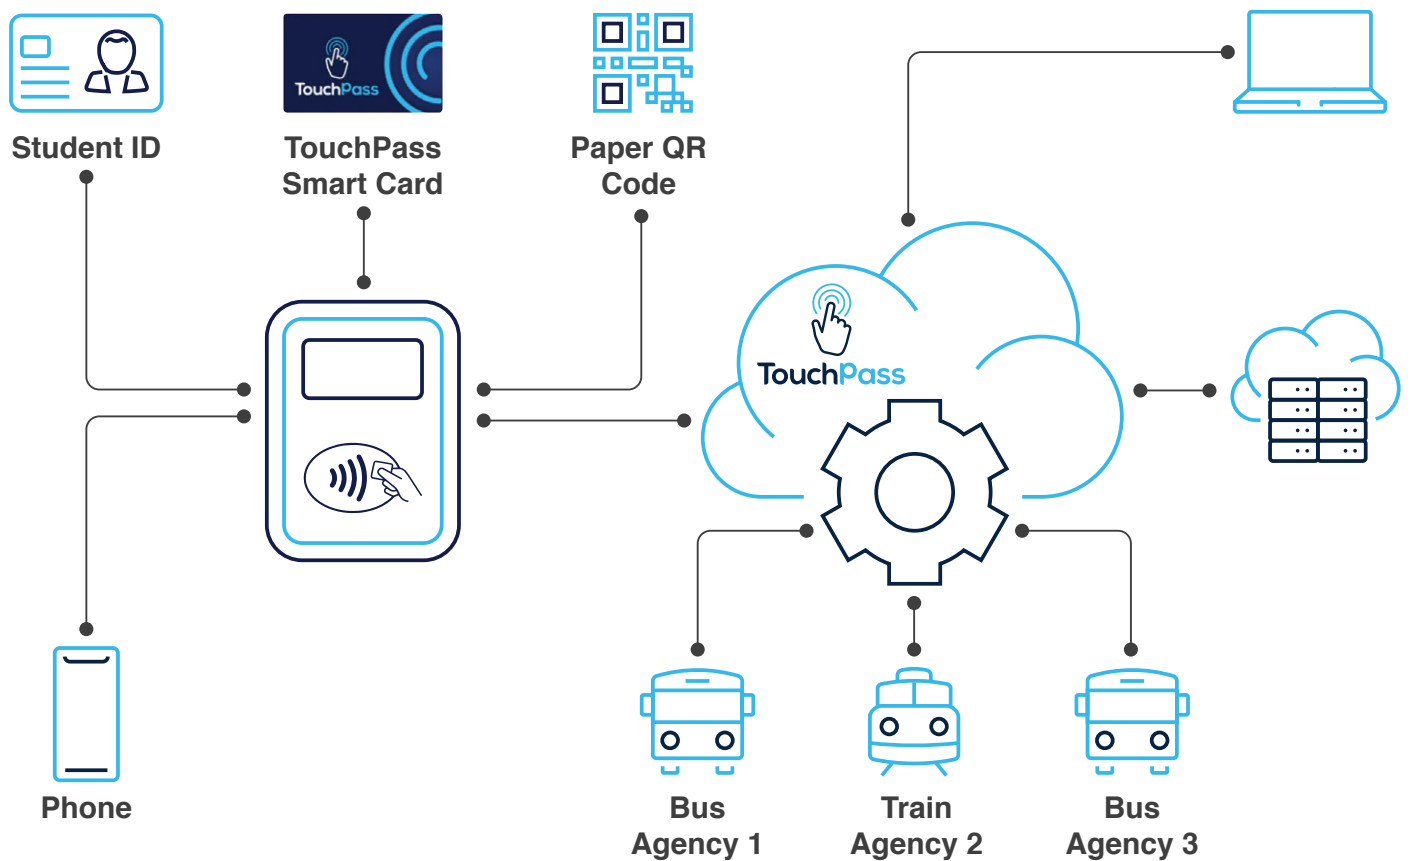 TouchPass
Student ID
TouchPass
Smart Card
Paper QR
Code
TouchPass
Phone
Bus
Agency 1
Train
Agency 2
Bus
Agency 3